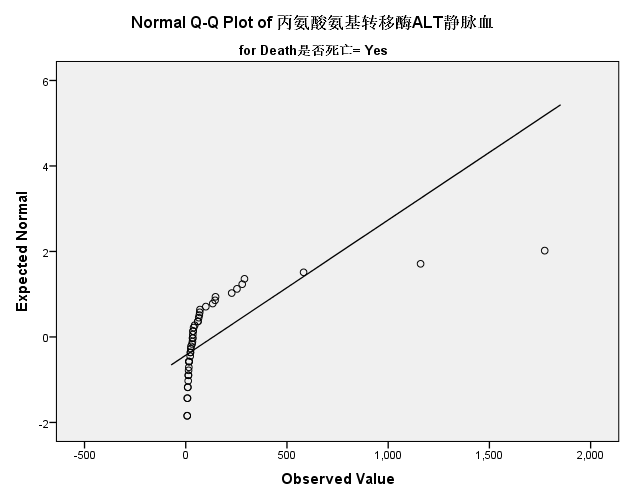 Normal Q-Q Plot of 丙氨酸氨基转移酶ALT静脉血
for Death是否死亡= Yes
6
4
2
0
-2
Expected Normal
-500
0
500
1,000
1,500
2,000
Observed Value